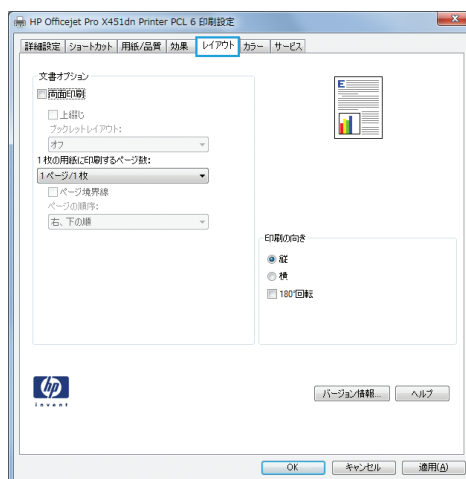 HP Officejet Pro X451dn Printer PCL 6 印刷設定
詳細設定 ショートカット 用紙/品質 効果 レイアウト カラー サービス
文書オプション
両面印刷
上綴じ
ブックレットレイアウト:
オフ
1 枚の用紙に印刷するページ数:
1 ページ/1 枚
ページ境界線
ページの順序:
右、下の順
E
印刷の向き
縦
横
180°回転
hp
invent
バージョン情報... ヘルプ
OK キャンセル 適用(A)